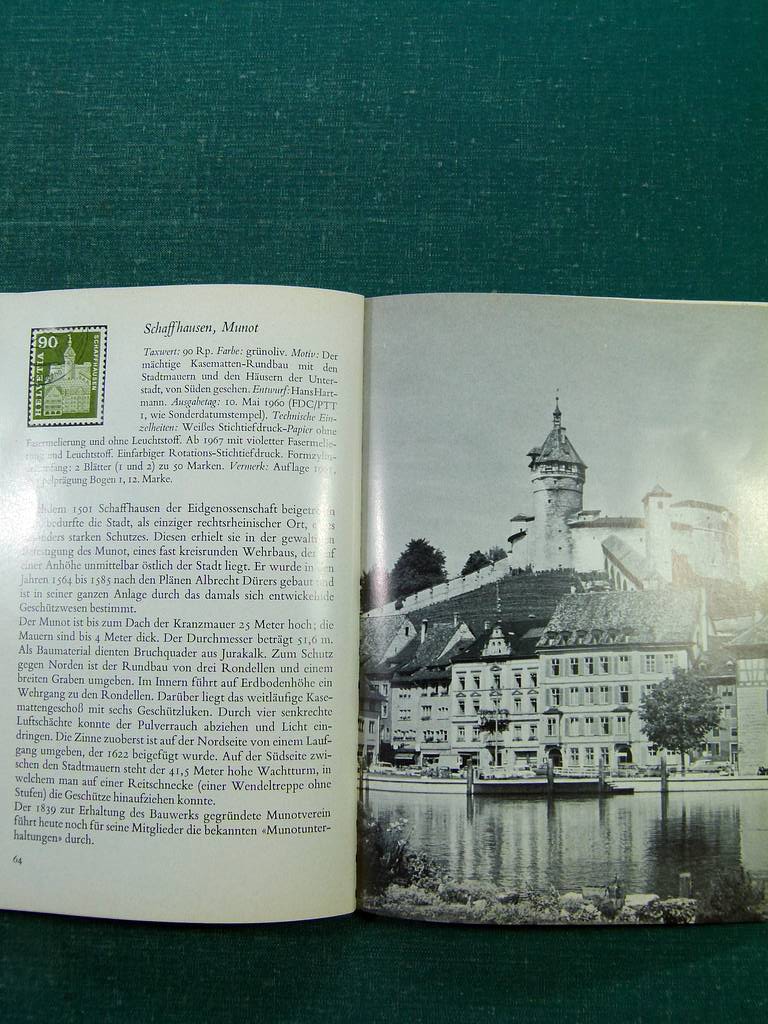 HELVETIA
90
SCHAFFHAUSEN
Schaffhausen, Munot
Taxwert: 90 Rp. Farbe: grünoliv. Motiv: Der
mächtige Kasematten-Rundbau mit den
Stadtmauern und den Häusern der Unter-
stadt, von Süden gesehen. Entwurf: Hans Hart-
mann. Ausgabetag: 10. Mai 1960 (FDC/PTT
1, wie Sonderdatumstempel). Technische Ein-
zelheiten: Weißes Stichtiefdruck-Papier ohne
Fasermelierung und ohne Leuchtstoff. Ab 1967 mit violetter Fasermelie-
rung und Leuchtstoff. Einfarbiger Rotations-Stichtiefdruck.
2 Blätter (1 und 2) zu 50 Marken. Vermerk: Auflage
Bogen 1, 12. Marke.
1501 Schaffhausen der Eidgenossenschaft beigetreten
bedurfte die Stadt, als einziger rechtsrheinischer Ort,
starken Schutzes. Diesen erhielt sie in der gewaltigen
Befestigung des Munot, eines fast kreisrunden Wehrbaus, der auf
einer Anhöhe unmittelbar östlich der Stadt liegt. Er wurde in den
Jahren 1564 bis 1585 nach den Plänen Albrecht Dürers gebaut und
ist in seiner ganzen Anlage durch das damals sich entwickelnde
Geschützwesen bestimmt.
Der Munot ist bis zum Dach der Kranzmauer 25 Meter hoch; die
Mauern sind bis 4 Meter dick. Der Durchmesser beträgt 51,6 m.
Als Baumaterial dienten Bruchquader aus Jurakalk. Zum Schutz
gegen Norden ist der Rundbau von drei Rondellen und einem
breiten Graben umgeben. Im Innern führt auf Erdbodenhöhe ein
Wehrgang zu den Rondellen. Darüber liegt das weitläufige Kase-
mattengeschoß mit sechs Geschützluken. Durch vier senkrechte
Luftschächte konnte der Pulverrauch abziehen und Licht ein-
dringen. Die Zinne zuoberst ist auf der Nordseite von einem Lauf-
gang umgeben, der 1622 beigefügt wurde. Auf der Südseite zwi-
schen den Stadtmauern steht der 41,5 Meter hohe Wachtturm, in
welchem man auf einer Reitschnecke (einer Wendeltreppe ohne
Stufen) die Geschütze hinaufziehen konnte.
Der 1839 zur Erhaltung des Bauwerks gegründete Munotverein
führt heute noch für seine Mitglieder die bekannten «Munotunter-
haltungen» durch.
64